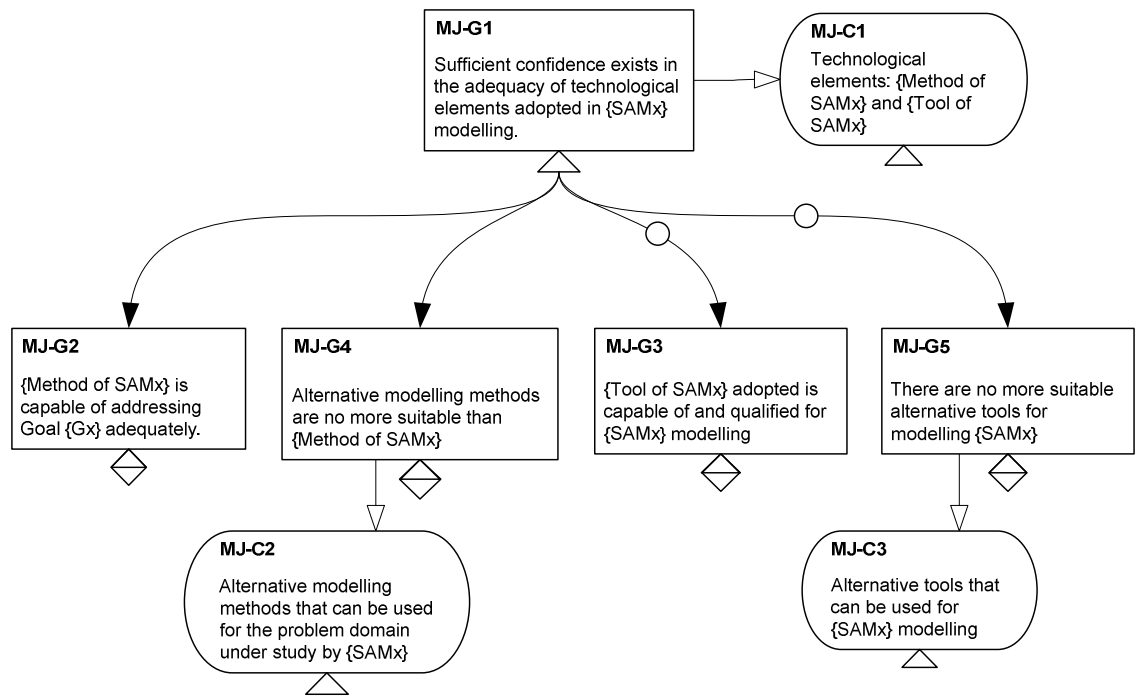 MJ-G1
Sufficient confidence exists in
the adequacy of technological
elements adopted in {SAMx}
modelling.
MJ-C1
Technological
elements: {Method of
SAMx} and {Tool of
SAMx}
MJ-G2
{Method of SAMx} is
capable of addressing
Goal {Gx} adequately.
MJ-G4
Alternative modelling methods
are no more suitable than
{Method of SAMx}
MJ-G3
{Tool of SAMx} adopted is
capable of and qualified for
{SAMx} modelling
MJ-G5
There are no more suitable
alternative tools for
modelling {SAMx}
MJ-C2
Alternative modelling
methods that can be used
for the problem domain
under study by {SAMx}
MJ-C3
Alternative tools that
can be used for
{SAMx} modelling